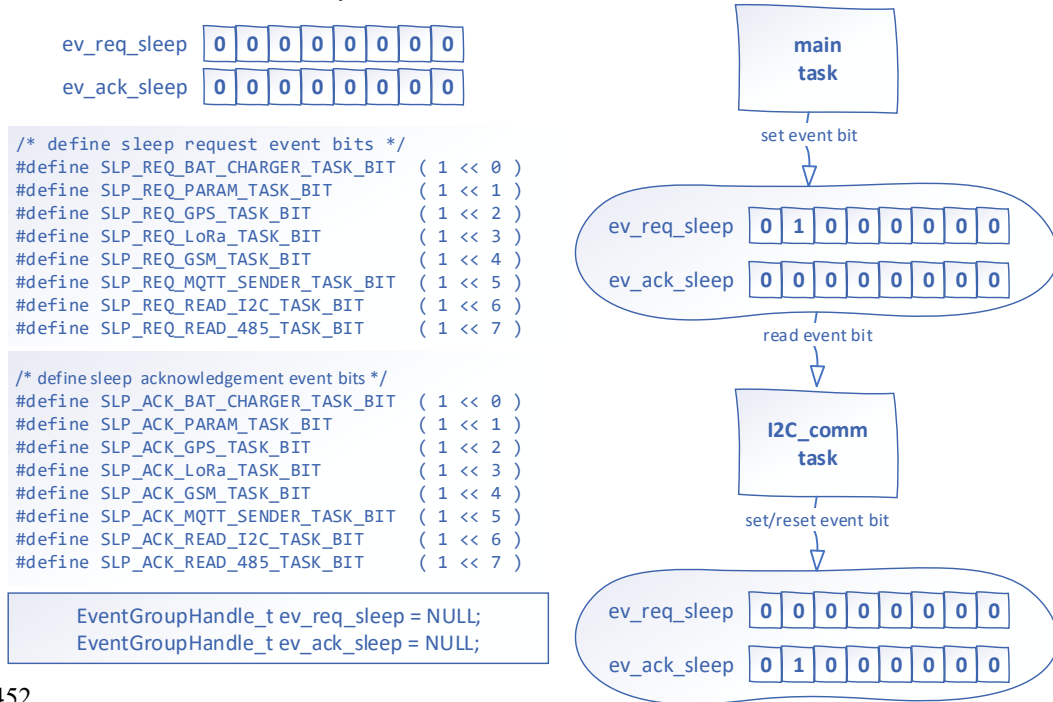 ev_req_sleep 0 0 0 0 0 0 0 0
ev_ack_sleep 0 0 0 0 0 0 0 0
/* define sleep request event bits */
#define SLP_REQ_BAT_CHARGER_TASK_BIT ( 1 << 0 )
#define SLP_REQ_PARAM_TASK_BIT ( 1 << 1 )
#define SLP_REQ_GPS_TASK_BIT ( 1 << 2 )
#define SLP_REQ_LoRa_TASK_BIT ( 1 << 3 )
#define SLP_REQ_GSM_TASK_BIT ( 1 << 4 )
#define SLP_REQ_MQTT_SENDER_TASK_BIT ( 1 << 5 )
#define SLP_REQ_READ_I2C_TASK_BIT ( 1 << 6 )
#define SLP_REQ_READ_485_TASK_BIT ( 1 << 7 )
/* define sleep acknowledgement event bits */
#define SLP_ACK_BAT_CHARGER_TASK_BIT ( 1 << 0 )
#define SLP_ACK_PARAM_TASK_BIT ( 1 << 1 )
#define SLP_ACK_GPS_TASK_BIT ( 1 << 2 )
#define SLP_ACK_LoRa_TASK_BIT ( 1 << 3 )
#define SLP_ACK_GSM_TASK_BIT ( 1 << 4 )
#define SLP_ACK_MQTT_SENDER_TASK_BIT ( 1 << 5 )
#define SLP_ACK_READ_I2C_TASK_BIT ( 1 << 6 )
#define SLP_ACK_READ_485_TASK_BIT ( 1 << 7 )
EventGroupHandle_t ev_req_sleep = NULL;
EventGroupHandle_t ev_ack_sleep = NULL;
main
task
set event bit
ev_req_sleep 0 1 0 0 0 0 0 0
ev_ack_sleep 0 0 0 0 0 0 0 0
read event bit
I2C_comm
task
set/reset event bit
ev_req_sleep 0 0 0 0 0 0 0 0
ev_ack_sleep 0 1 0 0 0 0 0 0